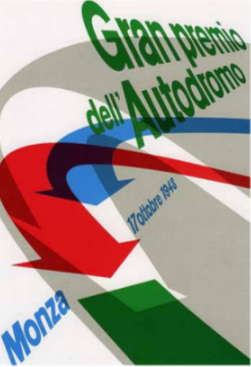 Gran premio
dell'Autodromo
17 ottobre 1948
Monza